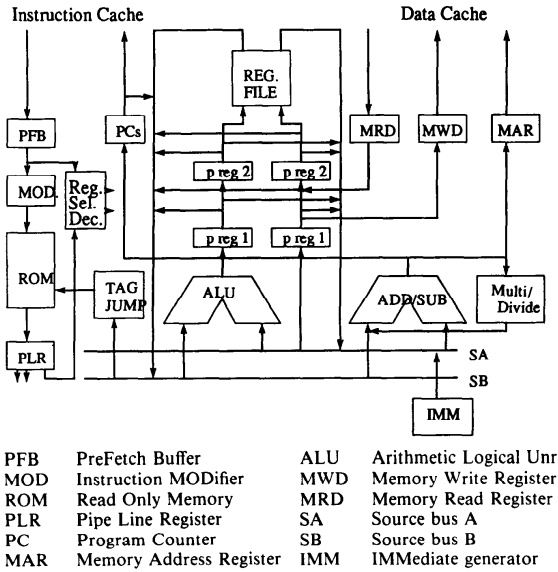 Instruction Cache
Data Cache
REG.
FILE
PFB
PCs
MRD
MWD
MAR
MOD.
Reg.
Sel.
Dec.
p reg 2
p reg 2
p reg 1
p reg 1
ROM
TAG
JUMP
ALU
ADD/SUB
Multi/
Divide
PLR
SA
SB
IMM
PFB PreFetch Buffer
ALU Arithmetic Logical Unr
MOD Instruction MODifier
MWD Memory Write Register
ROM Read Only Memory
MRD Memory Read Register
PLR Pipe Line Register
SA Source bus A
PC Program Counter
SB Source bus B
MAR Memory Address Register
IMM IMMediate generator